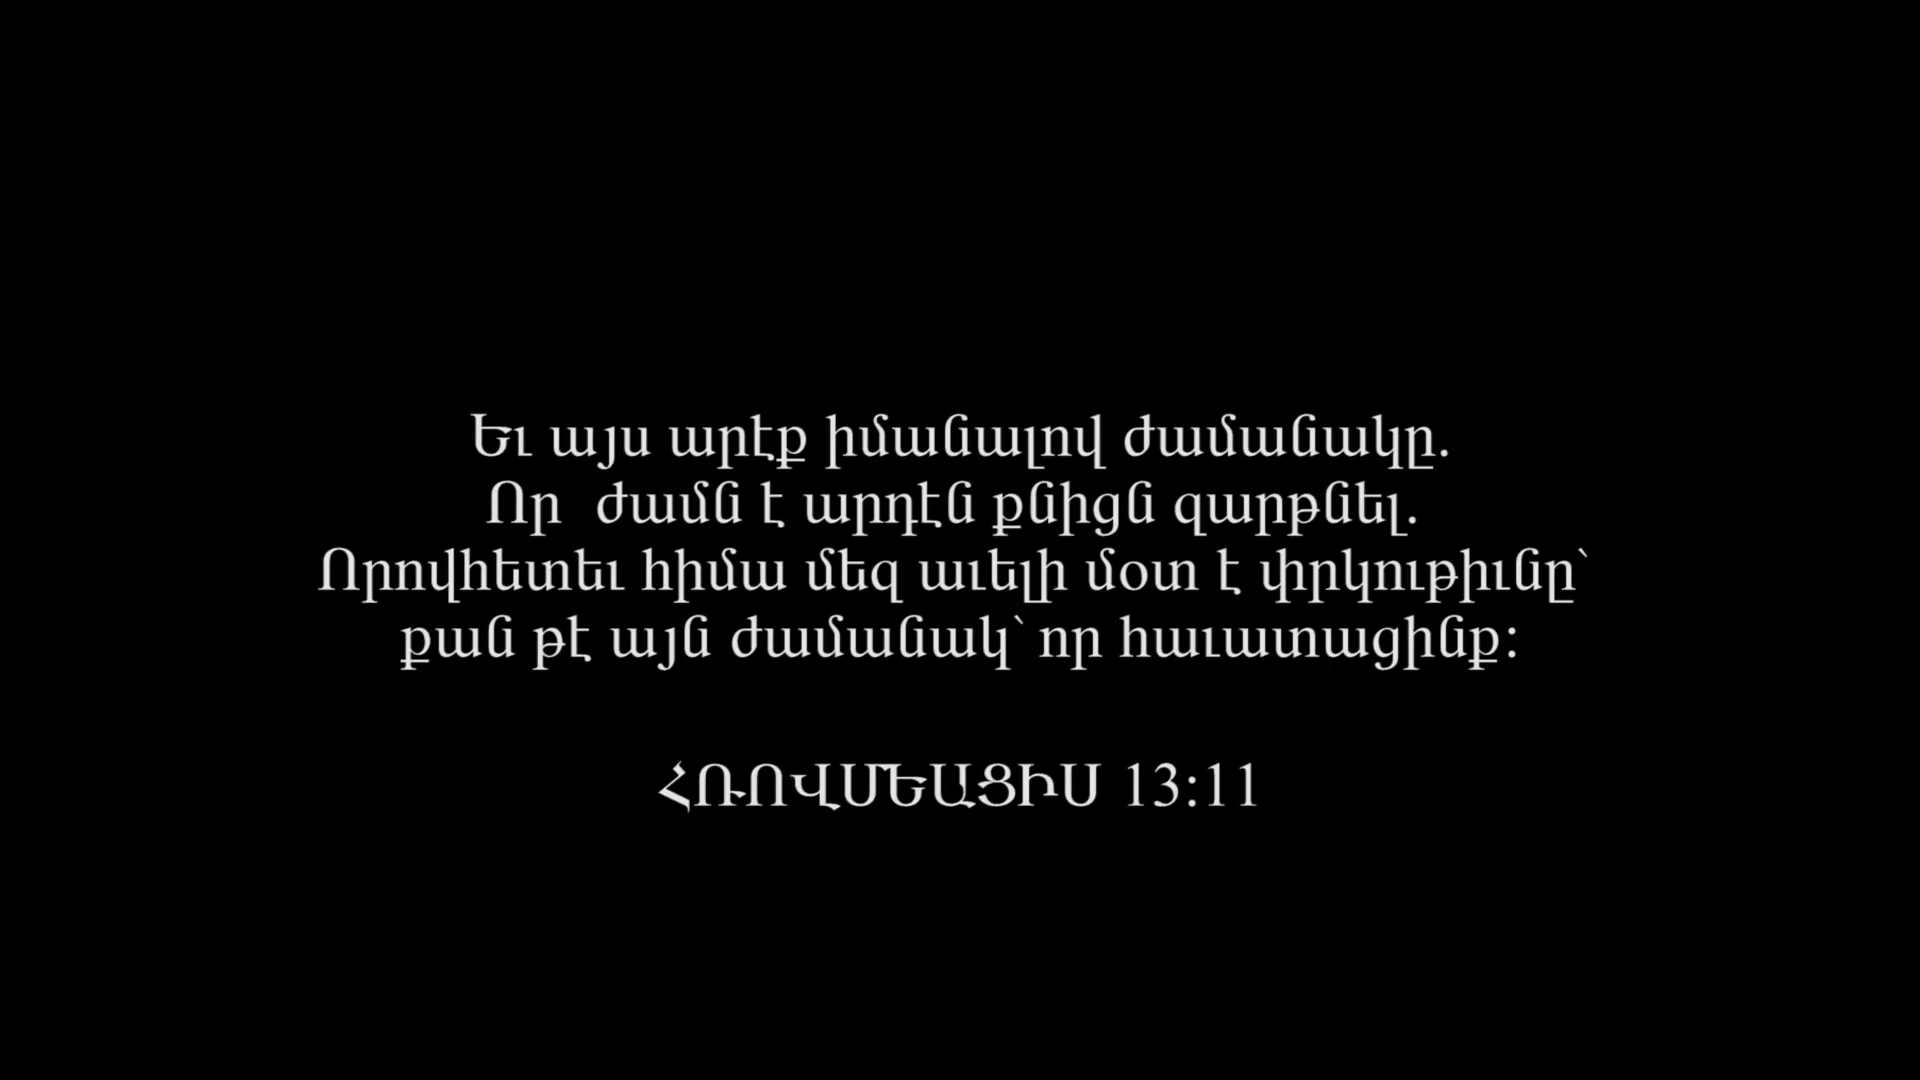 Եւ այս արէք իմանալով ժամանակը.
Որ  ժամն է արդէն քնիցն զարթնել.
Որովհետեւ հիմա մեզ աւելի մօտ է փրկութիւնը՝
քան թէ այն ժամանակ՝ որ հաւատացինք:
ՀՌՈՎՄԵԱՑԻՍ 13:11